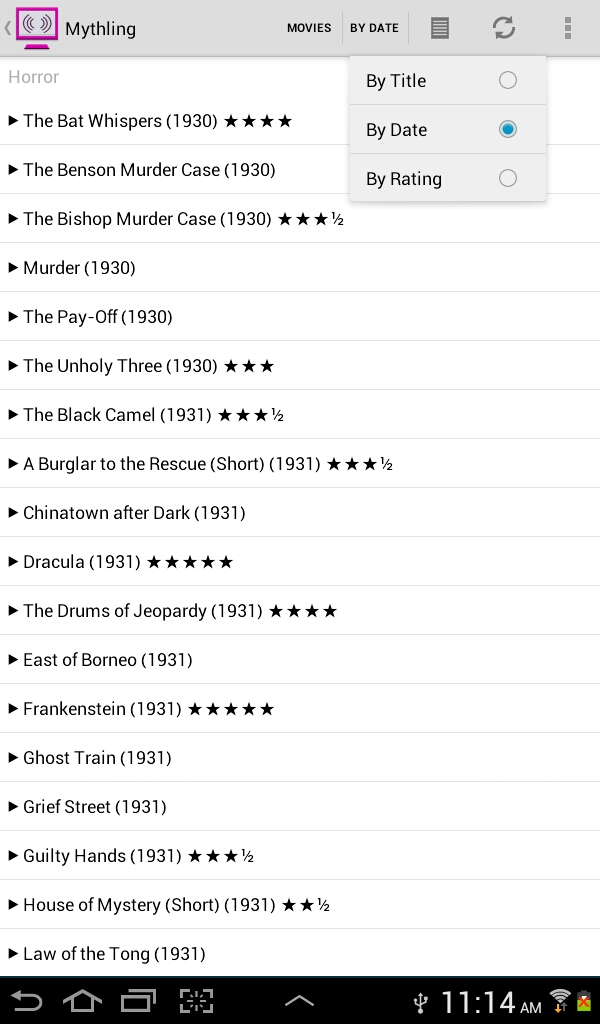 Mythling MOVIES BY DATE
Horror
By Title
By Date
By Rating
The Bat Whispers (1930) ★★★★
The Benson Murder Case (1930)
The Bishop Murder Case (1930) ★★★½
Murder (1930)
The Pay-Off (1930)
The Unholy Three (1930) ★★★
The Black Camel (1931) ★★★½
A Burglar to the Rescue (Short) (1931) ★★★½
Chinatown after Dark (1931)
Dracula (1931) ★★★★★
The Drums of Jeopardy (1931) ★★★★
East of Borneo (1931)
Frankenstein (1931) ★★★★★
Ghost Train (1931)
Grief Street (1931)
Guilty Hands (1931) ★★★½
House of Mystery (Short) (1931) ★★½
Law of the Tong (1931)
11:14 AM